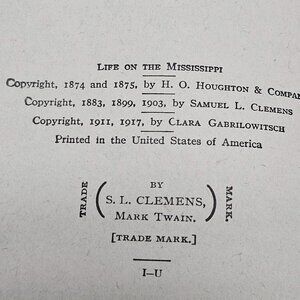 Life on the Mississippi
Copyright, 1874 and 1875, by H. O. Houghton & Compan
Copyright, 1883, 1899, 1903, by Samuel L. Clemens
Copyright, 1911, 1917, by Clara Gabrilowitsch
Printed in the United States of America
BY
TRADE ( S. L. CLEMENS, ) MARK.
Mark Twain.
[TRADE MARK.]
I–U